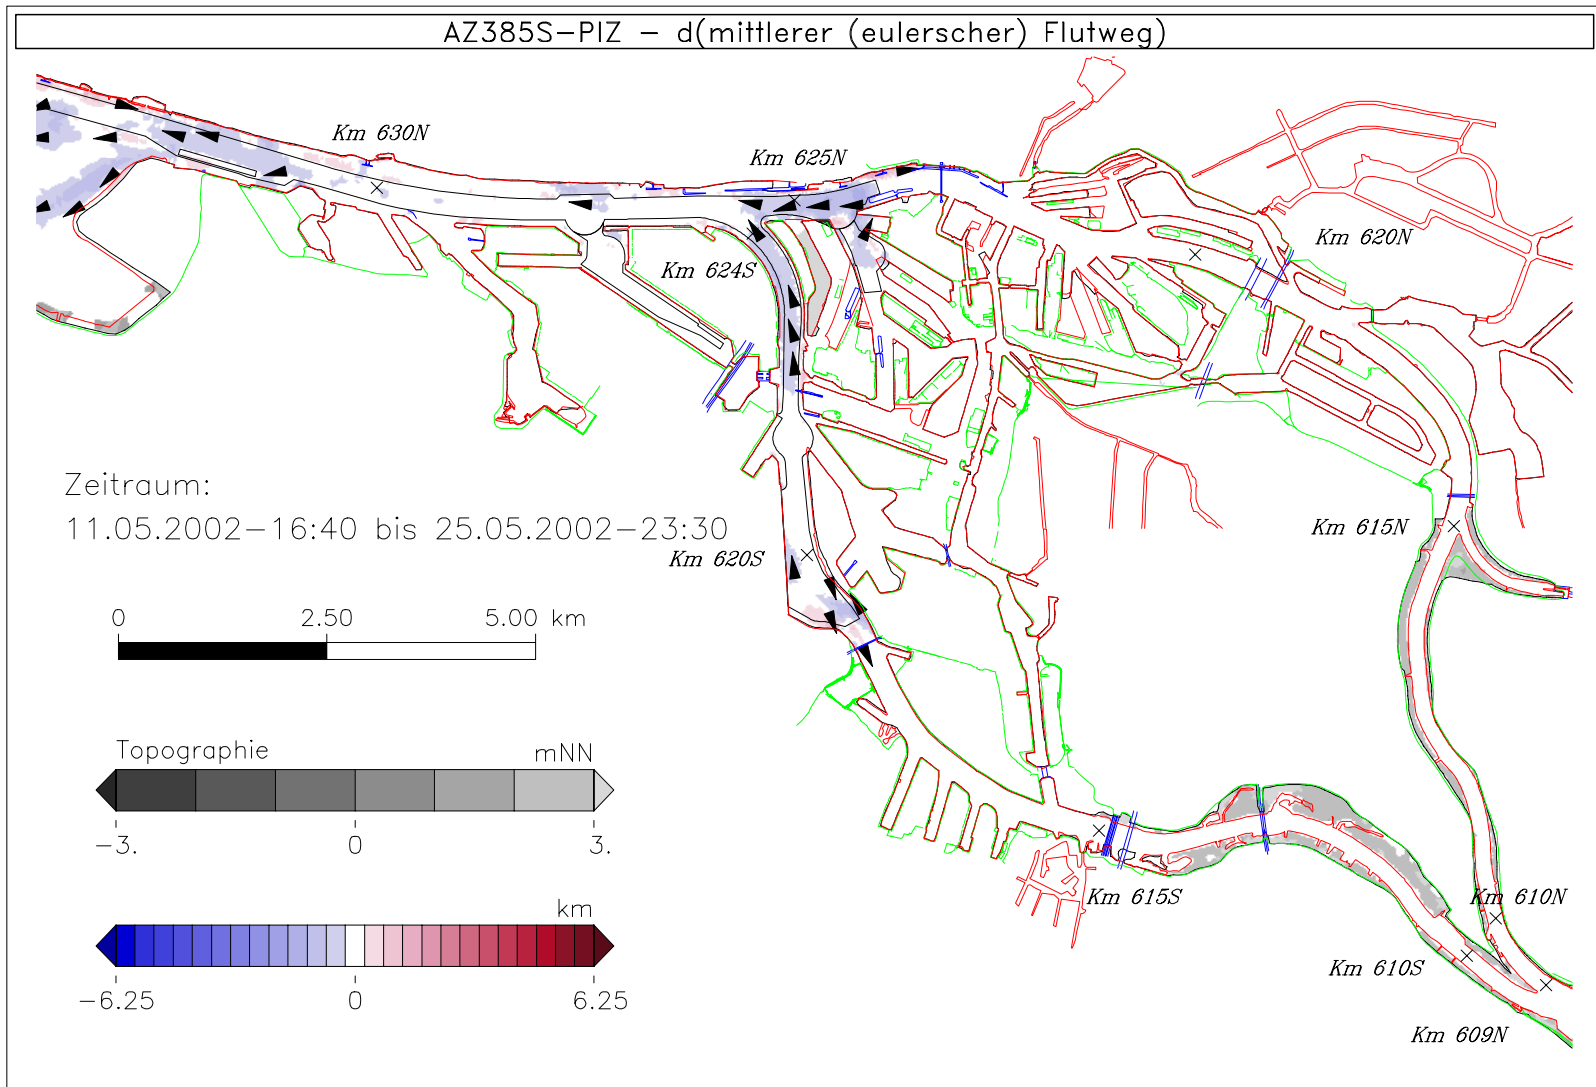 AZ385S-PIZ - d(mittlerer (eulerscher) Flutweg)
Km 630N
Km 625N
Km 620N
Km 624S
Zeitraum:
11.05.2002-16:40 bis 25.05.2002-23:30
Km 615N
Km 620S
0 2.50 5.00 km
Topographie mNN
-3. 0 3.
Km 615S
Km 610N
km
Km 610S
-6.25 0 6.25
Km 609N